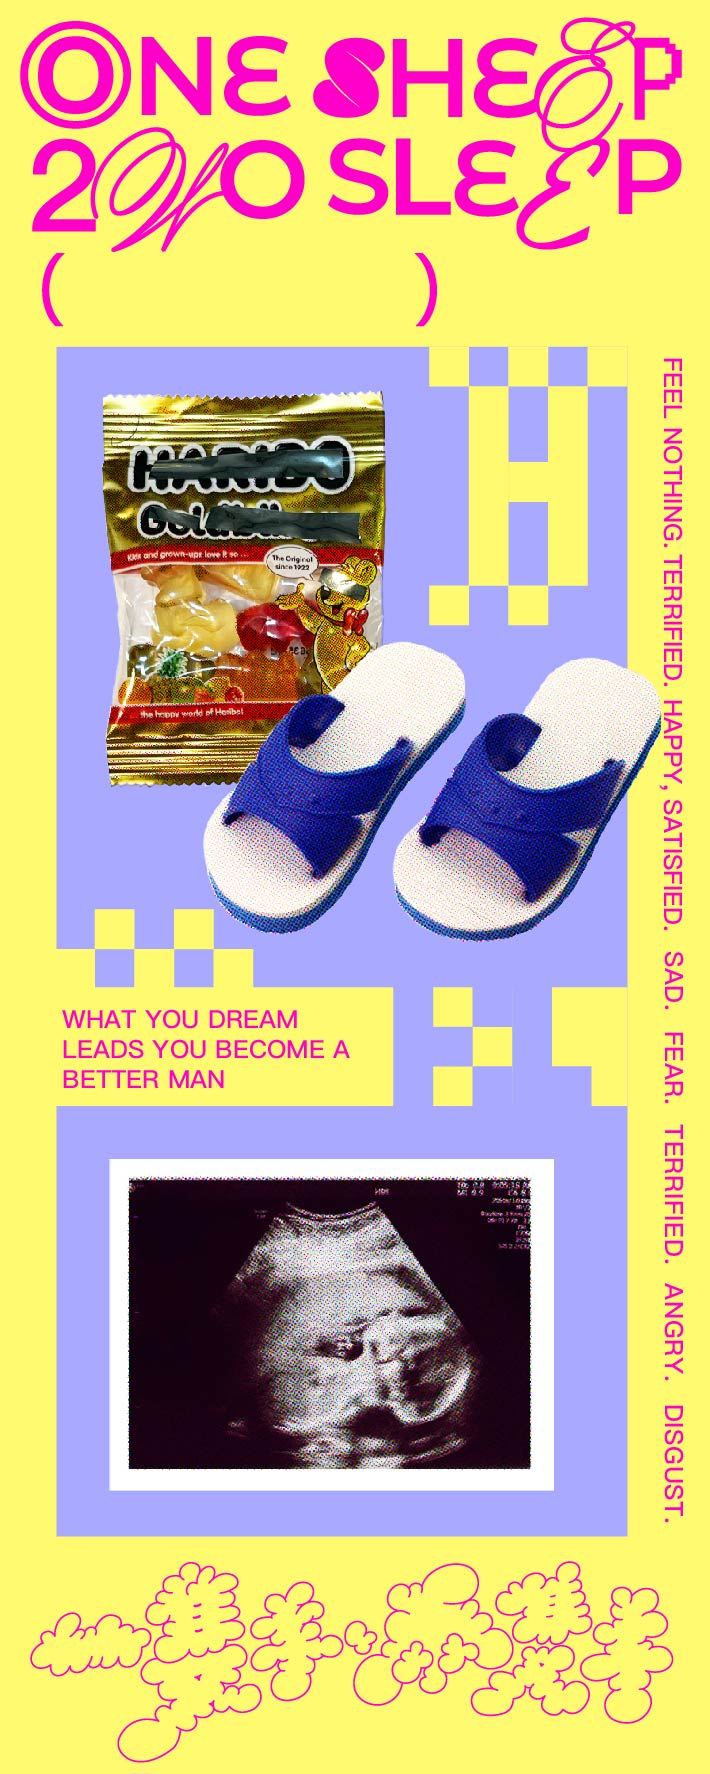 ONE SHEEP
2WO SLEEP
( )
HARIBO
Kids and grown-ups love it so ...
The Original
since 1922
... the happy world of Haribo!
FEEL NOTHING. TERRIFIED. HAPPY, SATISFIED. SAD. FEAR. TERRIFIED. ANGRY. DISGUST.
WHAT YOU DREAM
LEADS YOU BECOME A
BETTER MAN